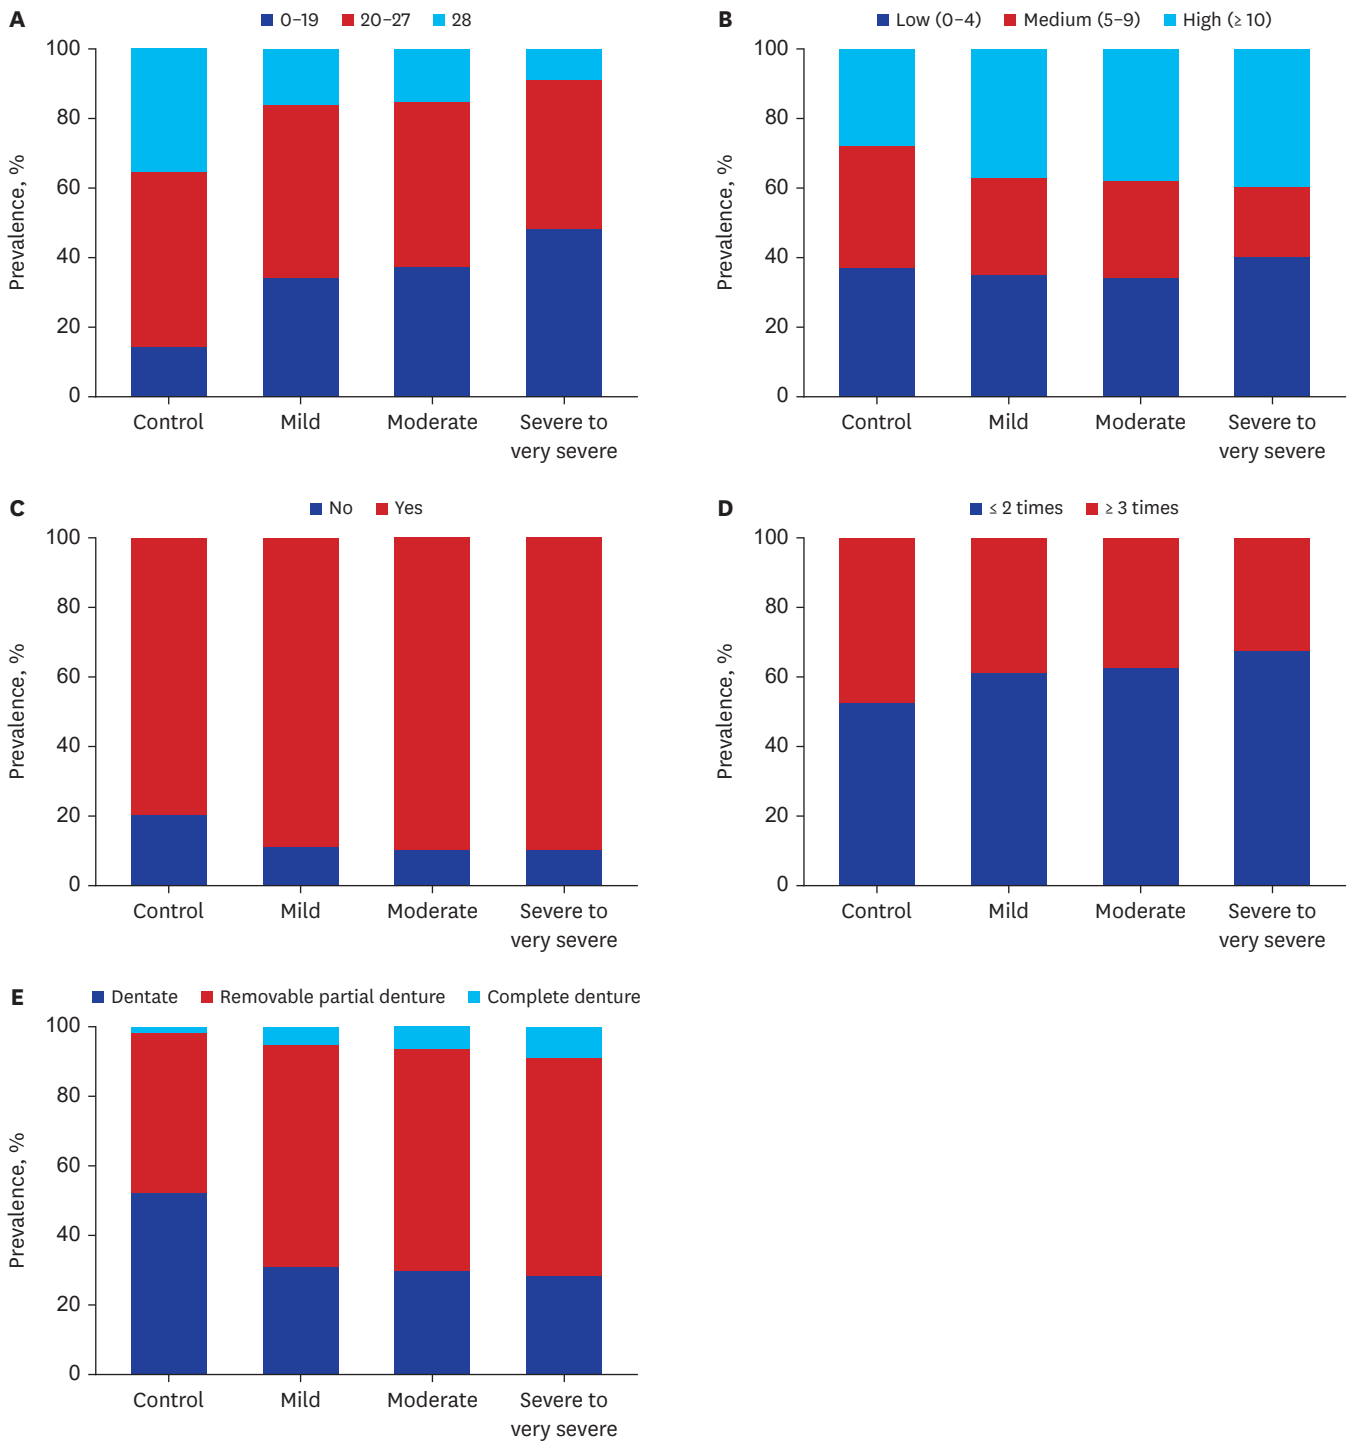 A
0–19 20–27 28
Prevalence, %
100
80
60
40
20
0
Control Mild Moderate Severe to
very severe
B
Low (0–4) Medium (5–9) High (≥ 10)
Prevalence, %
100
80
60
40
20
0
Control Mild Moderate Severe to
very severe
C
No Yes
Prevalence, %
100
80
60
40
20
0
Control Mild Moderate Severe to
very severe
D
≤ 2 times ≥ 3 times
Prevalence, %
100
80
60
40
20
0
Control Mild Moderate Severe to
very severe
E
Dentate Removable partial denture Complete denture
Prevalence, %
100
80
60
40
20
0
Control Mild Moderate Severe to
very severe